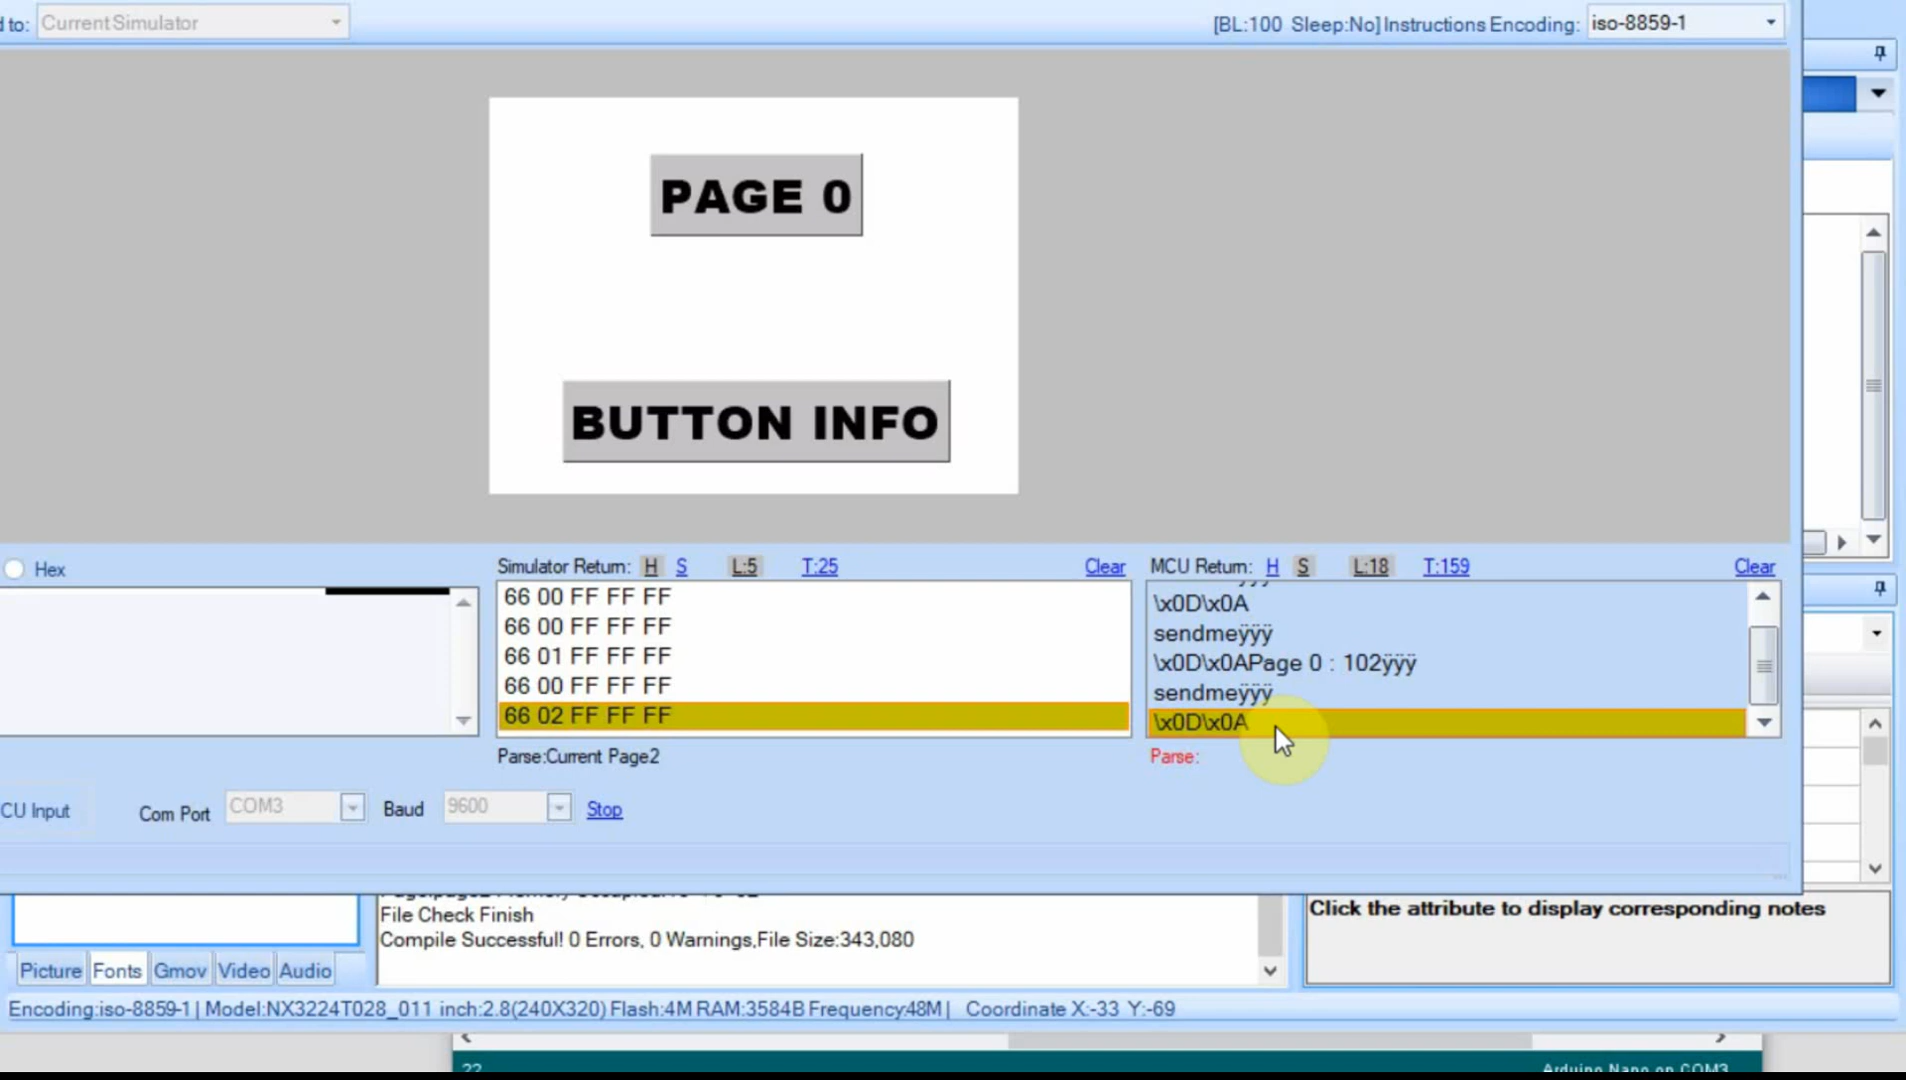 d to: Current Simulator
[BL:100 Sleep:No] Instructions Encoding: iso-8859-1
PAGE 0
BUTTON INFO
Hex
Simulator Return: H S L:5 T:25 Clear
66 00 FF FF FF
66 00 FF FF FF
66 01 FF FF FF
66 00 FF FF FF
66 02 FF FF FF
Parse:Current Page2
MCU Return: H S L:18 T:159 Clear
\x0D\x0A
sendmeÿÿÿ
\x0D\x0APage 0 : 102ÿÿÿ
sendmeÿÿÿ
\x0D\x0A
Parse:
CU Input
Com Port COM3 Baud 9600 Stop
File Check Finish
Compile Successful! 0 Errors, 0 Warnings,File Size:343,080
Click the attribute to display corresponding notes
Picture Fonts Gmov Video Audio
Encoding:iso-8859-1 | Model:NX3224T028_011 inch:2.8(240X320) Flash:4M RAM:3584B Frequency:48M | Coordinate X:-33 Y:-69
22
Arduino Nano on COM3